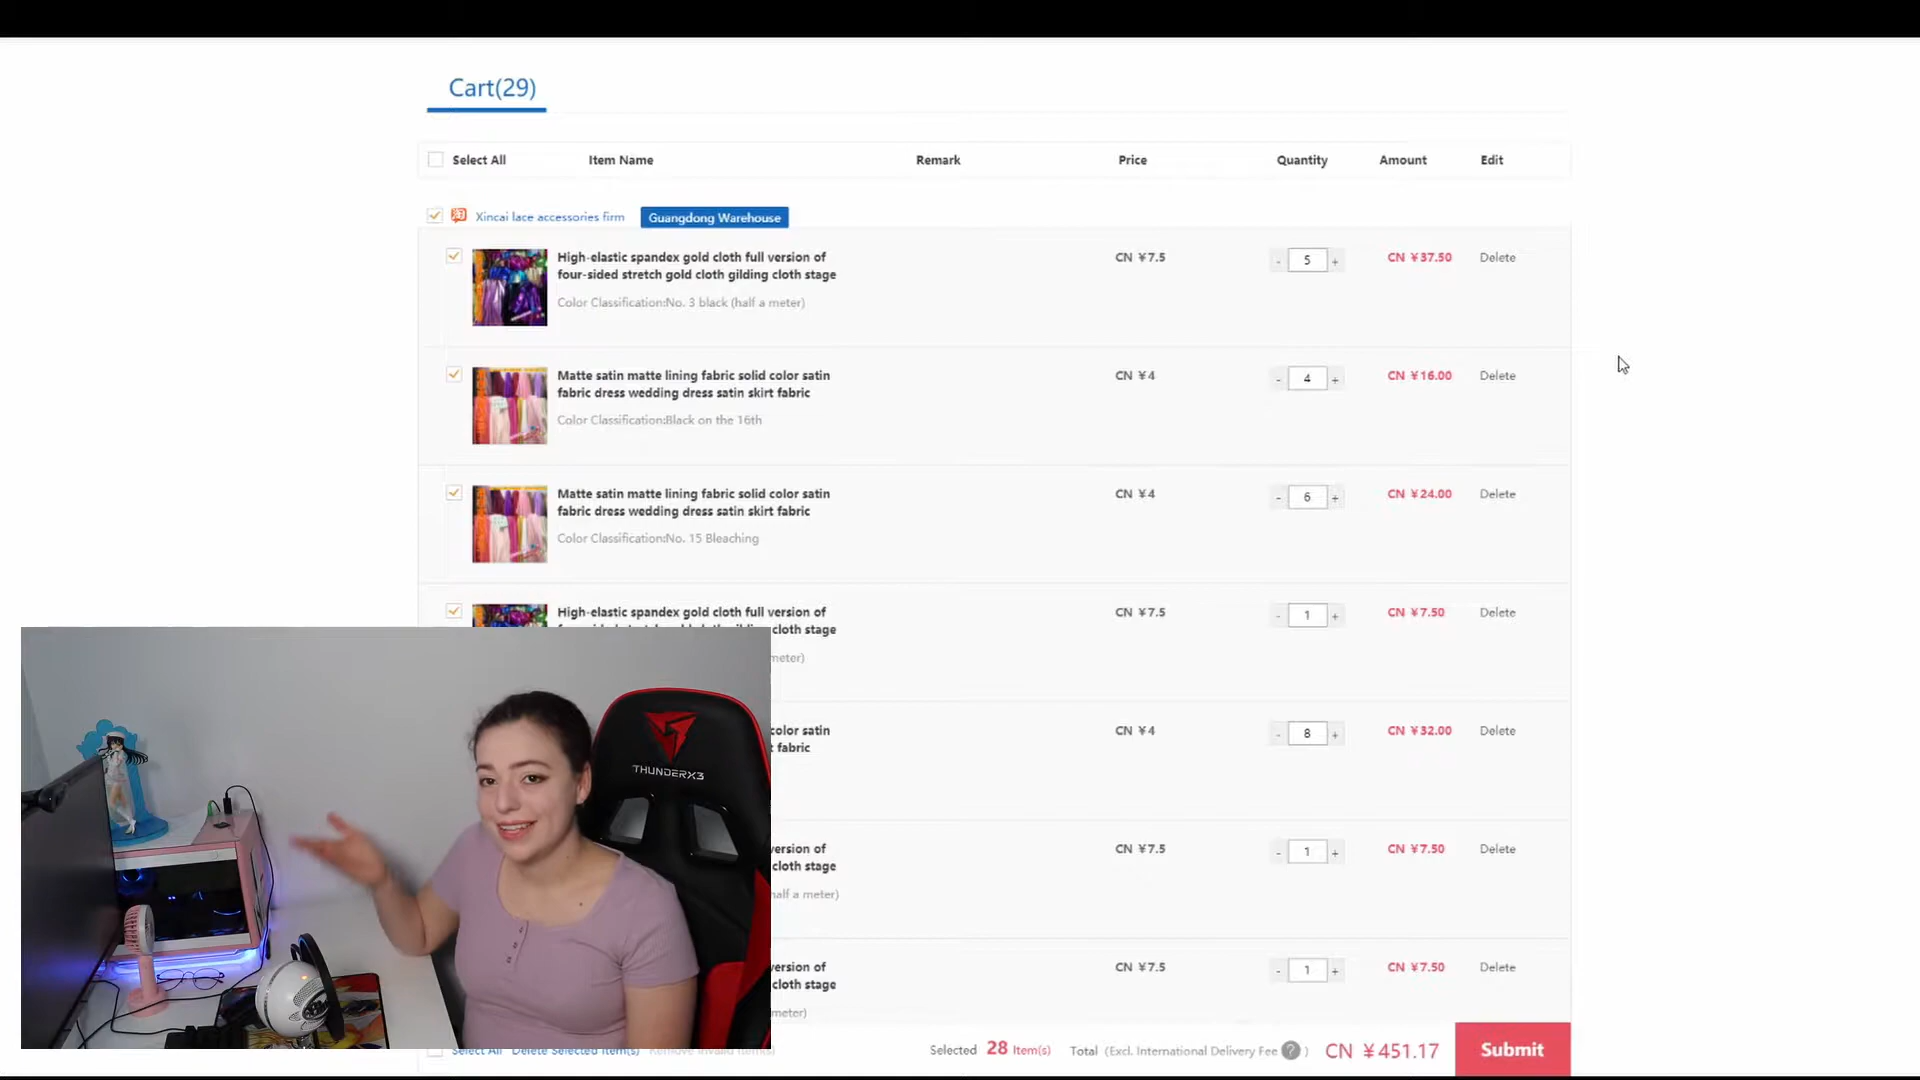 Cart(29)
Select All Item Name Remark Price Quantity Amount Edit
淘 Xincai lace accessories firm Guangdong Warehouse
High-elastic spandex gold cloth full version of CN ¥7.5 - 5 + CN ¥37.50 Delete
four-sided stretch gold cloth gilding cloth stage
Color Classification:No. 3 black (half a meter)
Matte satin matte lining fabric solid color satin CN ¥4 - 4 + CN ¥16.00 Delete
fabric dress wedding dress satin skirt fabric
Color Classification:Black on the 16th
Matte satin matte lining fabric solid color satin CN ¥4 - 6 + CN ¥24.00 Delete
fabric dress wedding dress satin skirt fabric
Color Classification:No. 15 Bleaching
High-elastic spandex gold cloth full version of CN ¥7.5 - 1 + CN ¥7.50 Delete
cloth stage
meter)
color satin CN ¥4 - 8 + CN ¥32.00 Delete
t fabric
version of CN ¥7.5 - 1 + CN ¥7.50 Delete
cloth stage
half a meter)
version of CN ¥7.5 - 1 + CN ¥7.50 Delete
cloth stage
meter)
THUNDERX3
Select All Delete Selected Item(s) Remove Invalid Item(s) Selected 28 Item(s) Total (Excl. International Delivery Fee ? ) CN ¥451.17 Submit